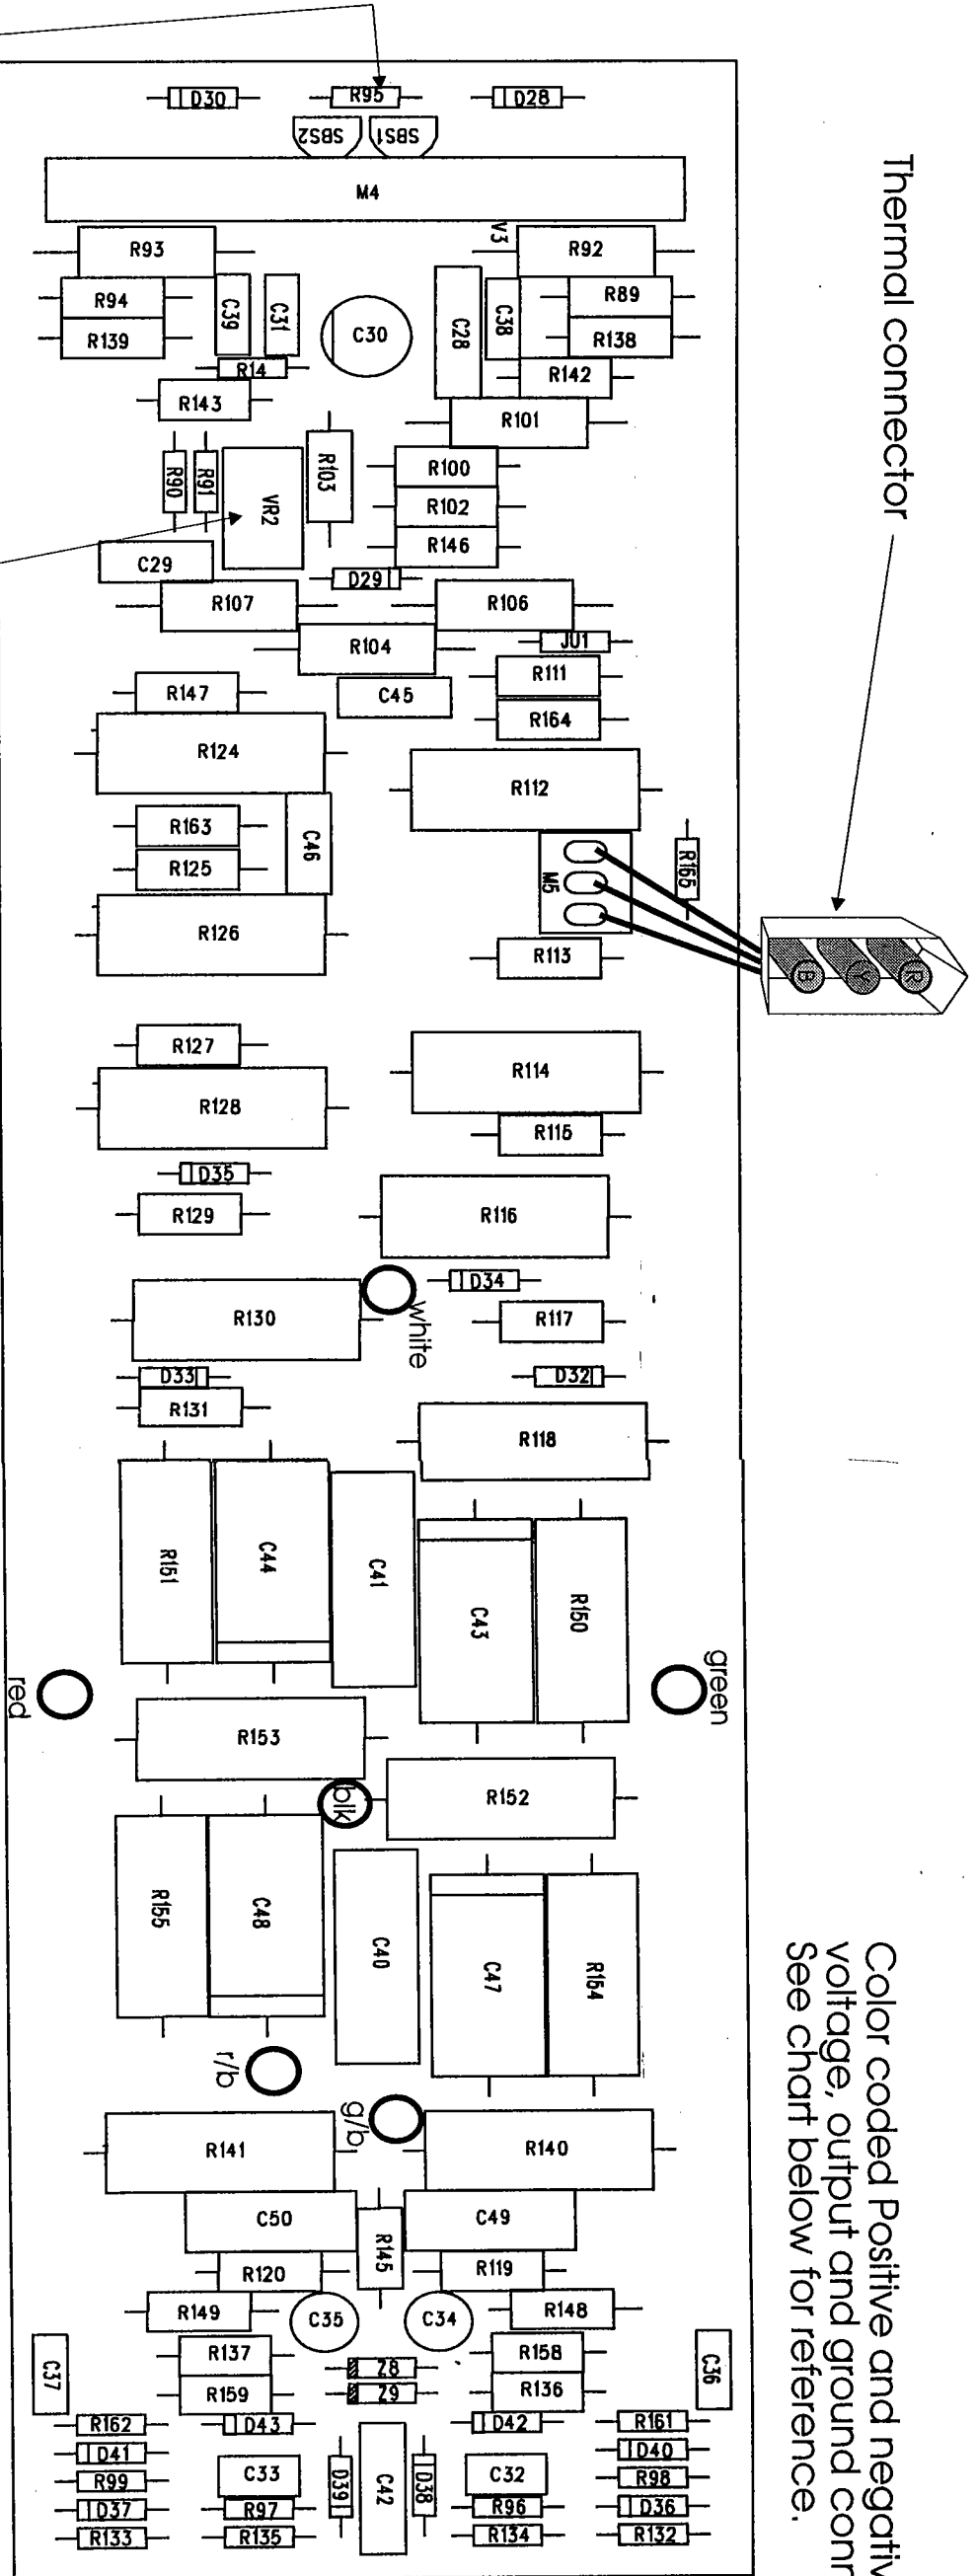 Thermal connector
Color coded Positive and negativ
voltage, output and ground conn
See chart below for reference.
D30
R95
D28
SBS2
SBS1
M4
R93
V3
R92
R94
C39
C31
C30
C28
C38
R89
R139
R138
R14
R142
R143
R101
R90
R91
VR2
R103
R100
R102
R146
C29
D29
R107
R106
R104
JU1
R111
R147
C45
R164
R124
R112
R163
C46
R125
M5
R165
R126
R113
B
Y
R
R127
R114
R128
R115
D35
R129
R116
D34
R130
white
R117
D33
D32
R131
R118
R151
C44
C41
C43
R150
red
green
R153
blk
R152
R155
C48
C40
C47
R154
r/b
g/b
R141
R140
C50
R145
C49
R120
R119
R149
C35
C34
R148
C37
R137
Z8
R158
C36
R159
Z9
R136
R162
D43
D42
R161
D41
D40
R99
C33
D39
C42
D38
C32
R98
D37
R97
R96
D36
R133
R135
R134
R132